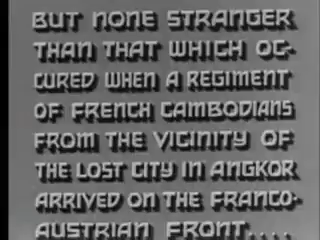 BUT NONE STRANGER
THAN THAT WHICH OC-
CURED WHEN A REGIMENT
OF FRENCH CAMBODIANS
FROM THE VICINITY OF
THE LOST CITY IN ANGKOR
ARRIVED ON THE FRANCO-
AUSTRIAN FRONT....